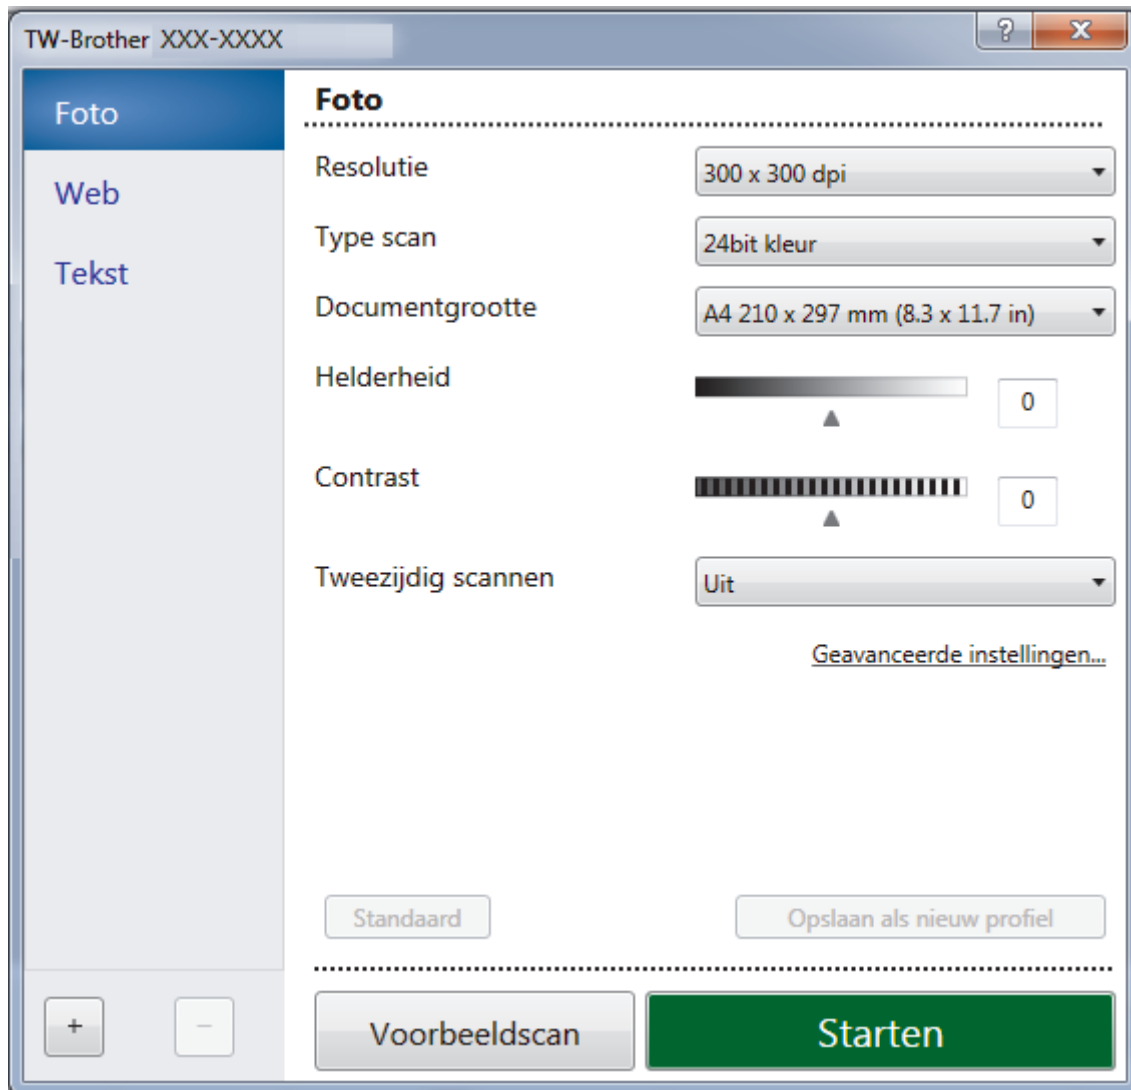 TW-Brother XXX-XXXX
?
Foto
Web
Tekst
Foto
Resolutie 300 x 300 dpi
Type scan 24bit kleur
Documentgrootte A4 210 x 297 mm (8.3 x 11.7 in)
Helderheid 0
Contrast 0
Tweezijdig scannen Uit
Geavanceerde instellingen...
Standaard Opslaan als nieuw profiel
+ − Voorbeeldscan Starten